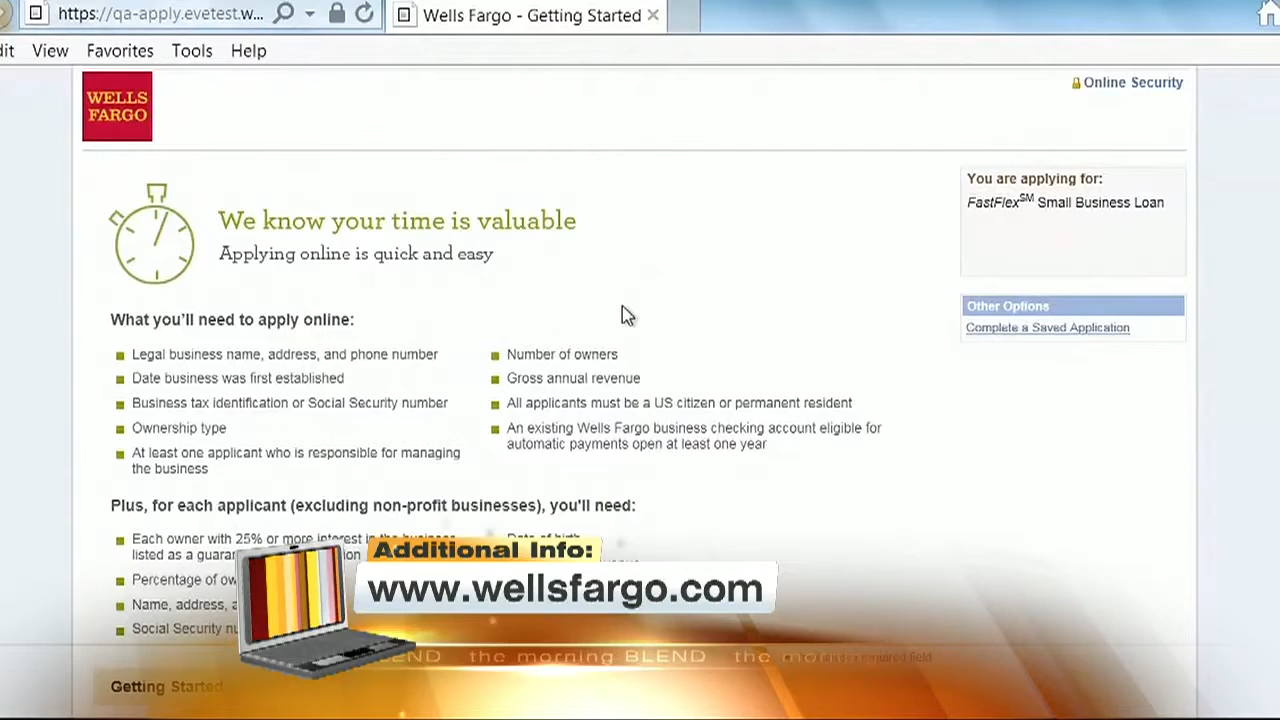 https://qa-apply.evetest.w...
Wells Fargo - Getting Started
View Favorites Tools Help
WELLS
FARGO
Online Security
You are applying for:
FastFlexSM Small Business Loan
We know your time is valuable
Applying online is quick and easy
Other Options
Complete a Saved Application
What you'll need to apply online:
Legal business name, address, and phone number
Date business was first established
Business tax identification or Social Security number
Ownership type
At least one applicant who is responsible for managing
the business
Number of owners
Gross annual revenue
All applicants must be a US citizen or permanent resident
An existing Wells Fargo business checking account eligible for
automatic payments open at least one year
Plus, for each applicant (excluding non-profit businesses), you'll need:
Each owner with 25% or more interest in the business
listed as a
Percentage of
Name, address,
Social Security
Date of birth
Additional Info:
www.wellsfargo.com
the morning BLEND
Getting Started